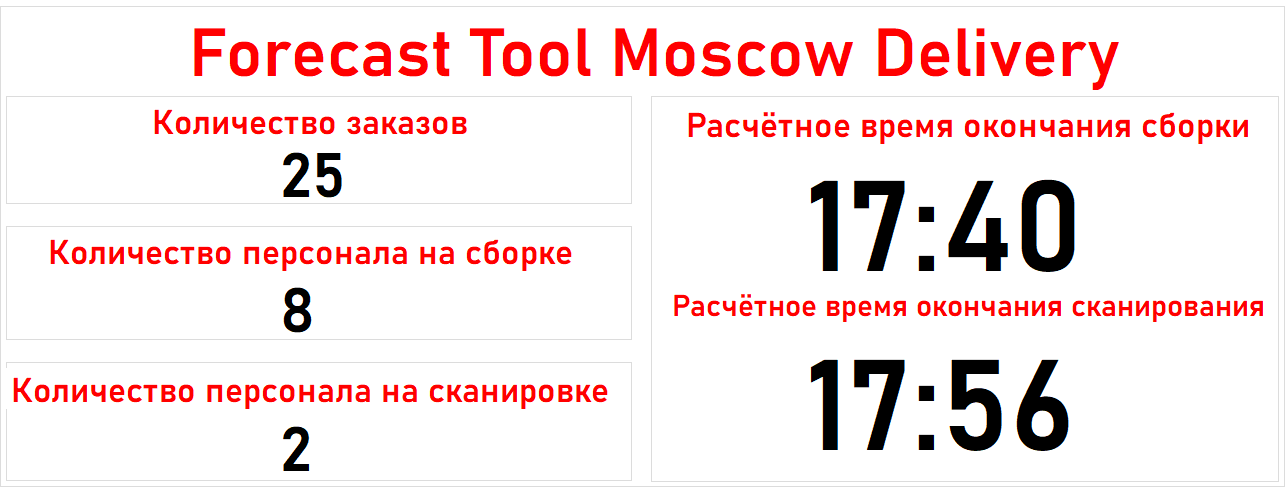 Forecast Tool Moscow Delivery
Количество заказов
25
Количество персонала на сборке
8
Количество персонала на сканировке
2
Расчётное время окончания сборки
17:40
Расчётное время окончания сканирования
17:56